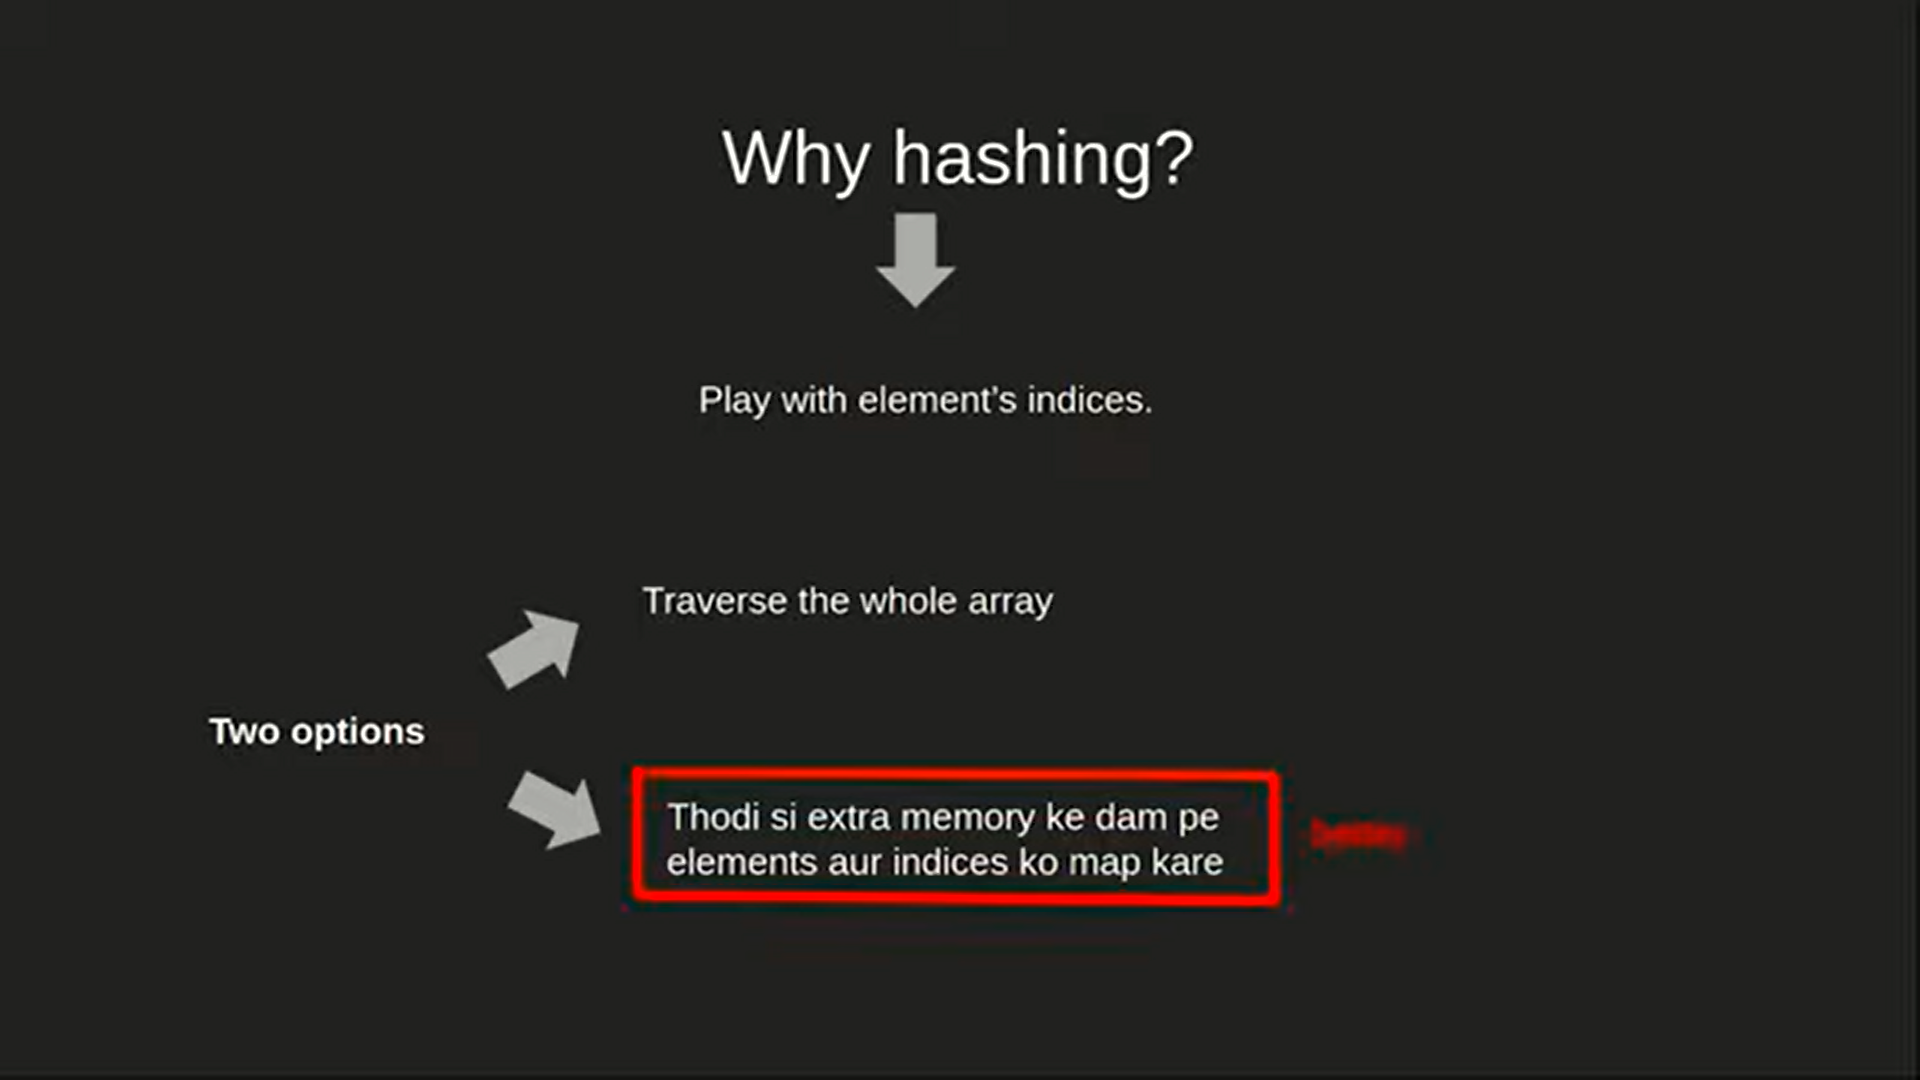 Why hashing?
Play with element's indices.
Traverse the whole array
Two options
Thodi si extra memory ke dam pe
elements aur indices ko map kare